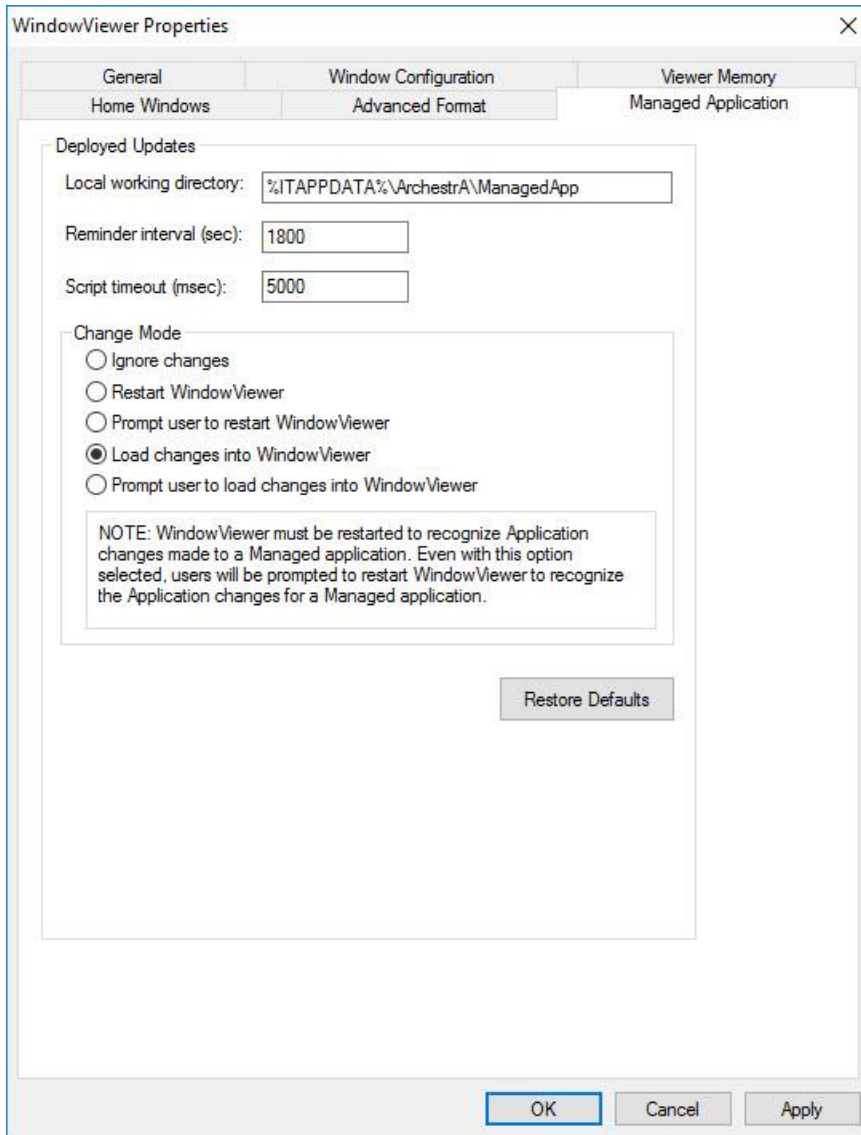 WindowViewer Properties
General
Window Configuration
Viewer Memory
Home Windows
Advanced Format
Managed Application
Deployed Updates
Local working directory: %ITAPPDATA%\ArchestrA\ManagedApp
Reminder interval (sec): 1800
Script timeout (msec): 5000
Change Mode
Ignore changes
Restart WindowViewer
Prompt user to restart WindowViewer
Load changes into WindowViewer
Prompt user to load changes into WindowViewer
NOTE: WindowViewer must be restarted to recognize Application
changes made to a Managed application. Even with this option
selected, users will be prompted to restart WindowViewer to recognize
the Application changes for a Managed application.
Restore Defaults
OK
Cancel
Apply